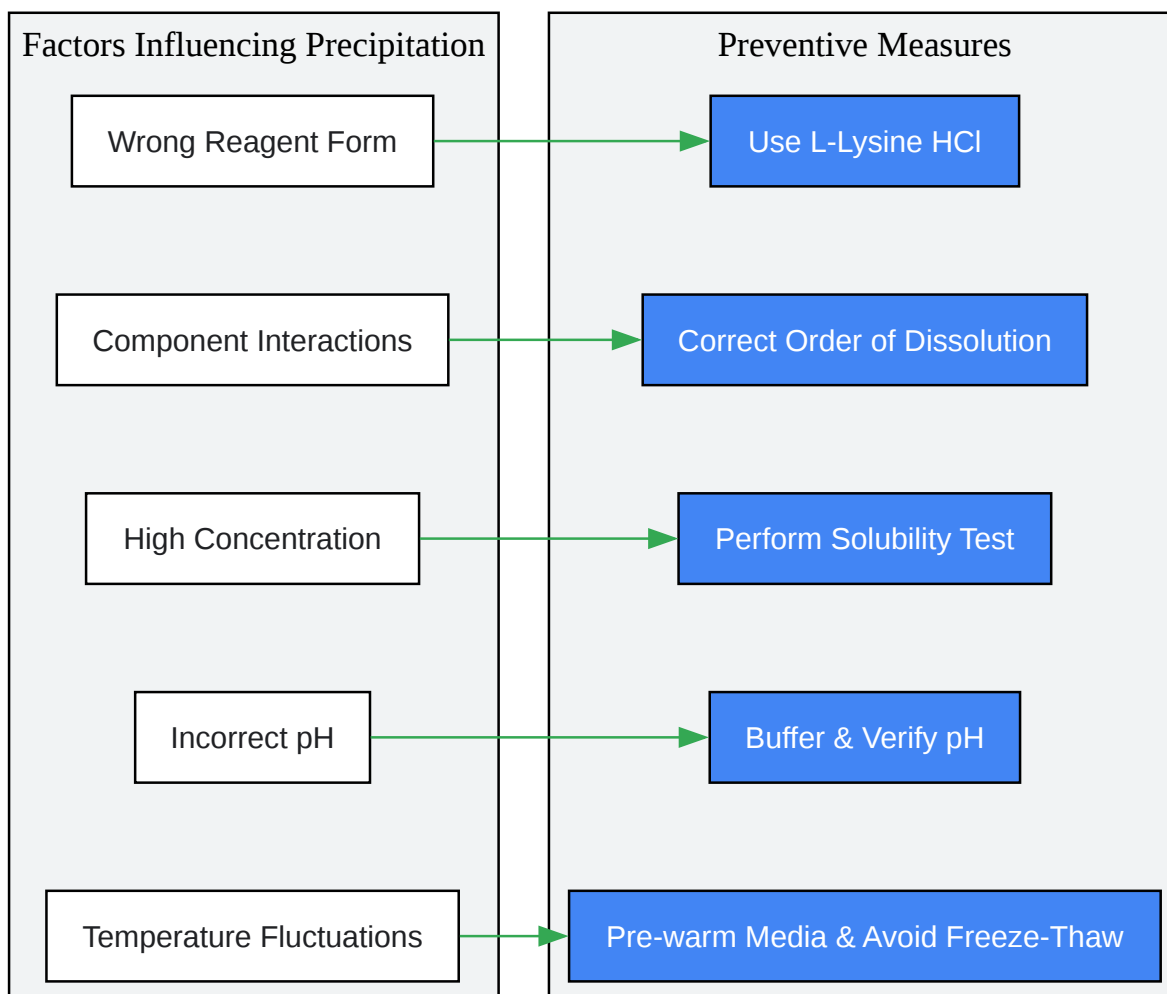 Factors Influencing Precipitation
Preventive Measures
Wrong Reagent Form
Use L-Lysine HCl
Component Interactions
Correct Order of Dissolution
High Concentration
Perform Solubility Test
Incorrect pH
Buffer & Verify pH
Temperature Fluctuations
Pre-warm Media & Avoid Freeze-Thaw